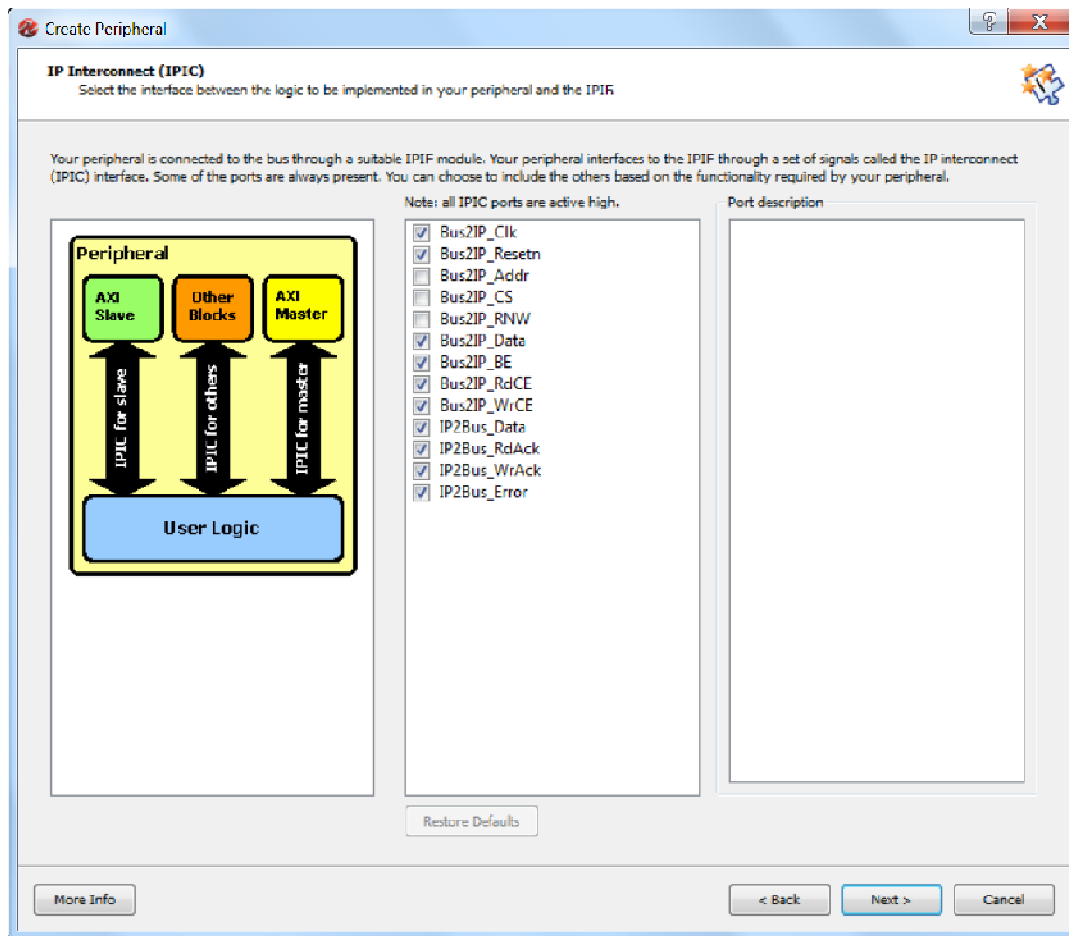 Create Peripheral
IP Interconnect (IPIC)
Select the interface between the logic to be implemented in your peripheral and the IPIF.
Your peripheral is connected to the bus through a suitable IPIF module. Your peripheral interfaces to the IPIF through a set of signals called the IP interconnect
(IPIC) interface. Some of the ports are always present. You can choose to include the others based on the functionality required by your peripheral.
Note: all IPIC ports are active high.
Port description
Peripheral
AXI
Slave
Other
Blocks
AXI
Master
IPIC for slave
IPIC for others
IPIC for master
User Logic
Bus2IP_Clk
Bus2IP_Resetn
Bus2IP_Addr
Bus2IP_CS
Bus2IP_RNW
Bus2IP_Data
Bus2IP_BE
Bus2IP_RdCE
Bus2IP_WrCE
IP2Bus_Data
IP2Bus_RdAck
IP2Bus_WrAck
IP2Bus_Error
Restore Defaults
More Info
< Back
Next >
Cancel